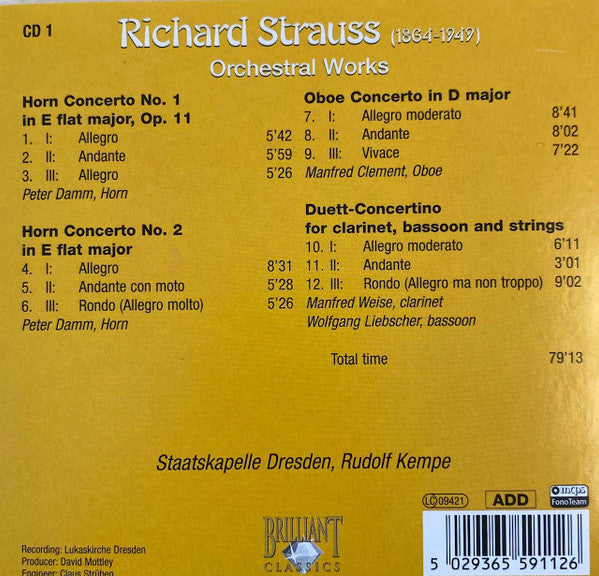 CD 1
Richard Strauss (1864-1949)
Orchestral Works
Horn Concerto No. 1
in E flat major, Op. 11
1. I: Allegro 5'42
2. II: Andante 5'59
3. III: Allegro 5'26
Peter Damm, Horn
Horn Concerto No. 2
in E flat major
4. I: Allegro 8'31
5. II: Andante con moto 5'28
6. III: Rondo (Allegro molto) 5'26
Peter Damm, Horn
Oboe Concerto in D major
7. I: Allegro moderato 8'41
8. II: Andante 8'02
9. III: Vivace 7'22
Manfred Clement, Oboe
Duett-Concertino
for clarinet, bassoon and strings
10. I: Allegro moderato 6'11
11. II: Andante 3'01
12. III: Rondo (Allegro ma non troppo) 9'02
Manfred Weise, clarinet
Wolfgang Liebscher, bassoon
Total time 79'13
Staatskapelle Dresden, Rudolf Kempe
Recording: Lukaskirche Dresden
Producer: David Mottley
Engineer: Claus Strüben
BRILLIANT
CLASSICS
LC 09421
ADD
mcps
FonoTeam
5 029365 591126